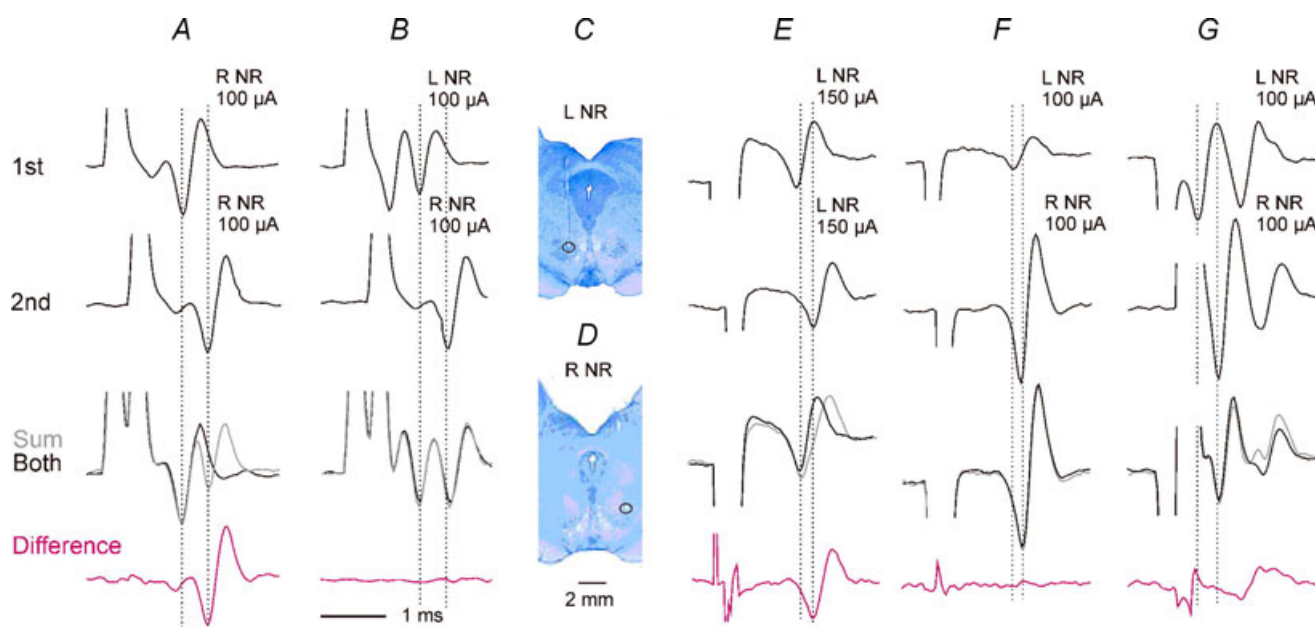 A B C E F G
R NR L NR L NR L NR L NR
100 µA 100 µA 150 µA 100 µA 100 µA
L NR
1st
R NR R NR L NR R NR R NR
100 µA 100 µA 150 µA 100 µA 100 µA
2nd
D
R NR
Sum
Both
Difference
2 mm
1 ms